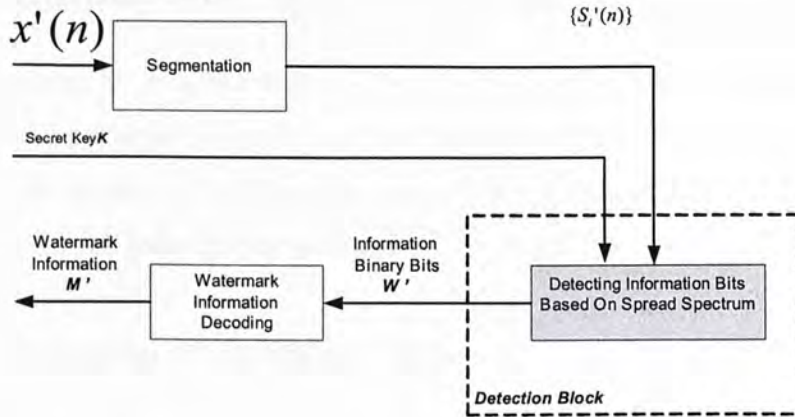 {S_i'(n)}
x'(n)
Segmentation
Secret KeyK
Watermark
Information
M'
Information
Binary Bits
W'
Watermark
Information
Decoding
Detecting Information Bits
Based On Spread Spectrum
Detection Block